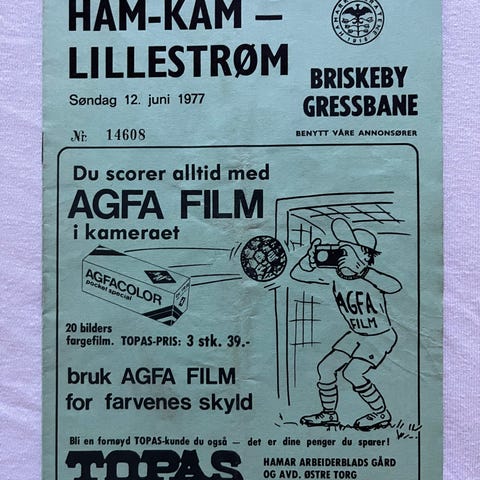 HAM-KAM –
LILLESTRØM
Søndag 12. juni 1977
Nr. 14608
1918
BRISKEBY
GRESSBANE
BENYTT VÅRE ANNONSØRER
Du scorer alltid med
AGFA FILM
i kameraet
AGFACOLOR
pocket special
AGFA
FILM
20 bilders
fargefilm. TOPAS-PRIS: 3 stk. 39.-
bruk AGFA FILM
for farvenes skyld
Bli en fornøyd TOPAS-kunde du også – det er dine penger du sparer!
TOPAS
HAMAR ARBEIDERBLADS GÅRD
OG AVD. ØSTRE TORG